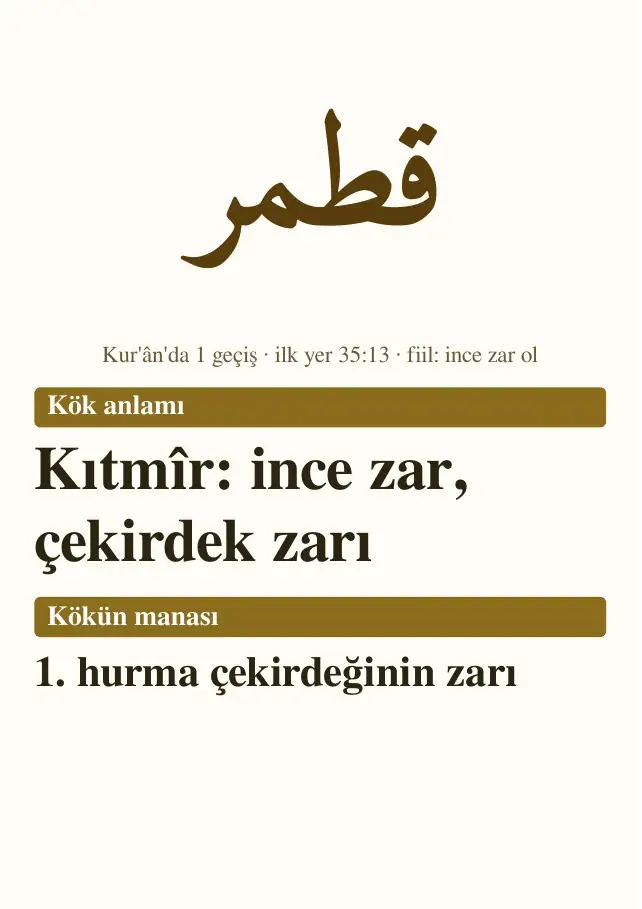 قطمر
Kur'ân'da 1 geçiş · ilk yer 35:13 · fiil: ince zar ol
Kök anlamı
Kıtmîr: ince zar,
çekirdek zarı
Kökün manası
1. hurma çekirdeğinin zarı